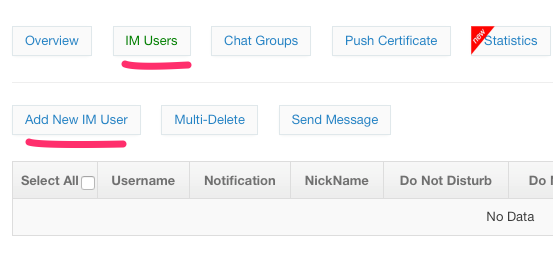 Overview IM Users Chat Groups Push Certificate new Statistics
Add New IM User Multi-Delete Send Message
Select All Username Notification NickName Do Not Disturb Do
No Data